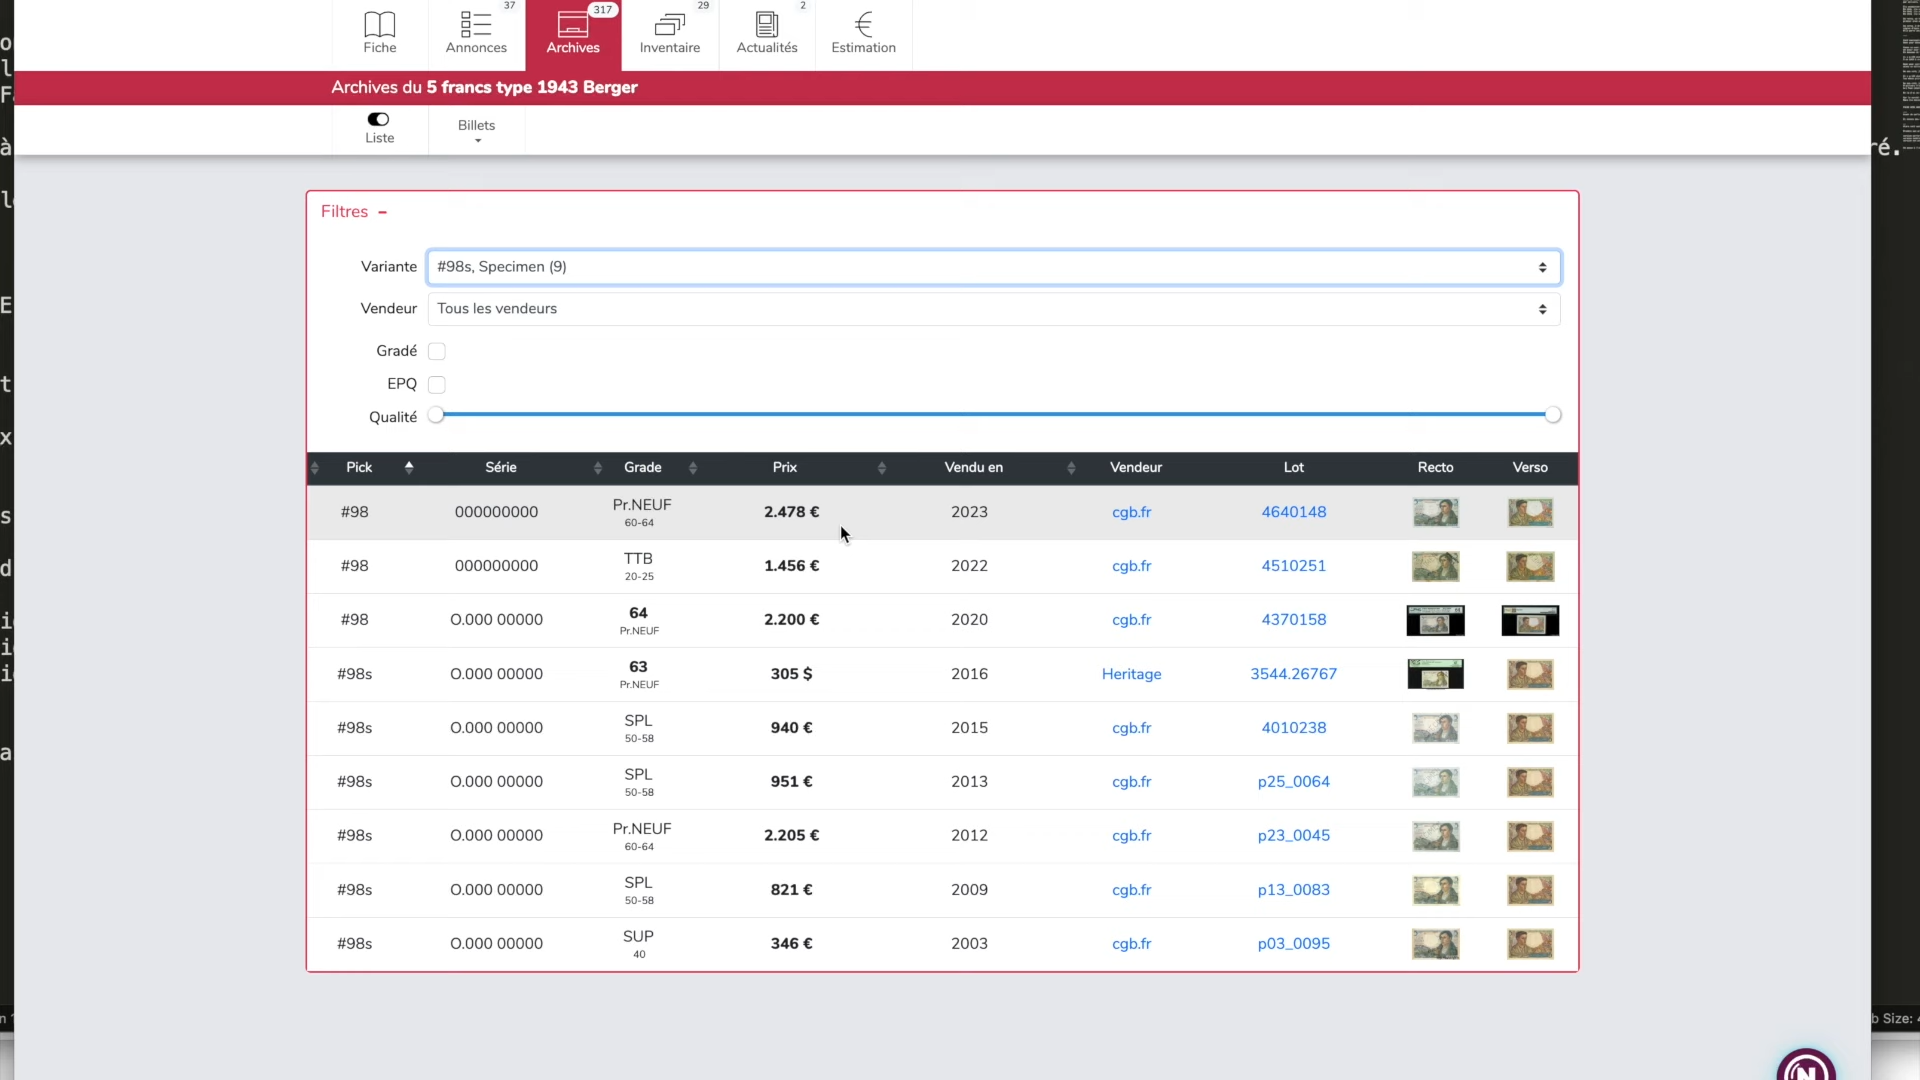 37
317
29
2
Fiche
Annonces
Archives
Inventaire
Actualités
Estimation
Archives du 5 francs type 1943 Berger
Liste
Billets
Filtres –
Variante #98s, Specimen (9)
Vendeur Tous les vendeurs
Gradé
EPQ
Qualité
Pick Série Grade Prix Vendu en Vendeur Lot Recto Verso
#98 000000000 Pr.NEUF 2.478 € 2023 cgb.fr 4640148
60-64
#98 000000000 TTB 1.456 € 2022 cgb.fr 4510251
20-25
#98 O.000 00000 64 2.200 € 2020 cgb.fr 4370158
Pr.NEUF
#98s O.000 00000 63 305 $ 2016 Heritage 3544.26767
Pr.NEUF
#98s O.000 00000 SPL 940 € 2015 cgb.fr 4010238
50-58
#98s O.000 00000 SPL 951 € 2013 cgb.fr p25_0064
50-58
#98s O.000 00000 Pr.NEUF 2.205 € 2012 cgb.fr p23_0045
60-64
#98s O.000 00000 SPL 821 € 2009 cgb.fr p13_0083
50-58
#98s O.000 00000 SUP 346 € 2003 cgb.fr p03_0095
40
b Size: